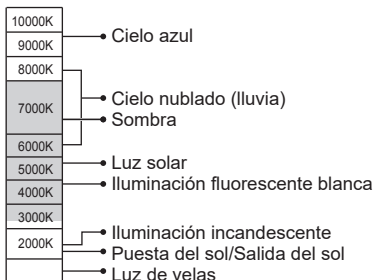 10000K
9000K
Cielo azul
8000K
7000K
Cielo nublado (lluvia)
Sombra
6000K
5000K
Luz solar
4000K
Iluminación fluorescente blanca
3000K
2000K
Iluminación incandescente
Puesta del sol/Salida del sol
Luz de velas